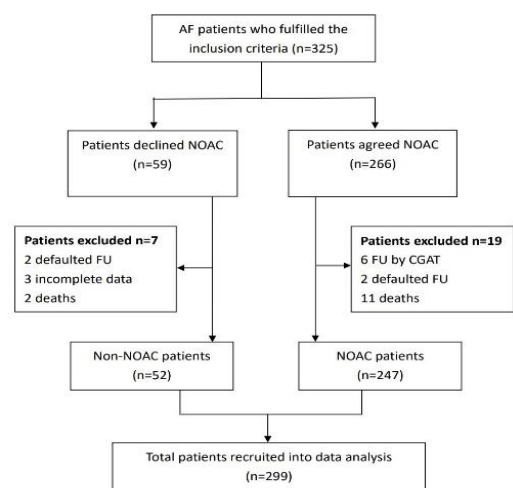 AF patients who fulfilled the
inclusion criteria (n=325)
Patients declined NOAC
(n=59)
Patients agreed NOAC
(n=266)
Patients excluded n=7
2 defaulted FU
3 incomplete data
2 deaths
Patients excluded n=19
6 FU by CGAT
2 defaulted FU
11 deaths
Non-NOAC patients
(n=52)
NOAC patients
(n=247)
Total patients recruited into data analysis
(n=299)